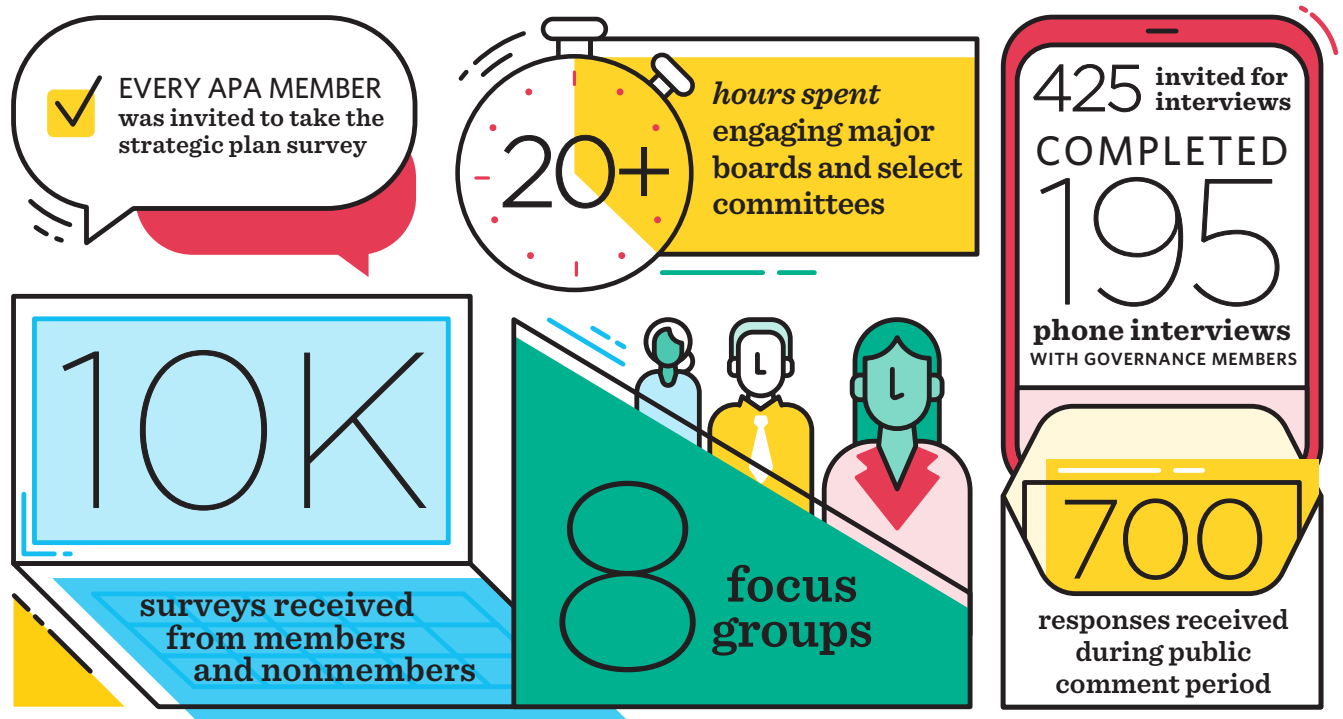 EVERY APA MEMBER
was invited to take the
strategic plan survey
20+
hours spent
engaging major
boards and select
committees
425
invited for
interviews
COMPLETED
195
phone interviews
WITH GOVERNANCE MEMBERS
10K
surveys received
from members
and nonmembers
8
focus
groups
700
responses received
during public
comment period